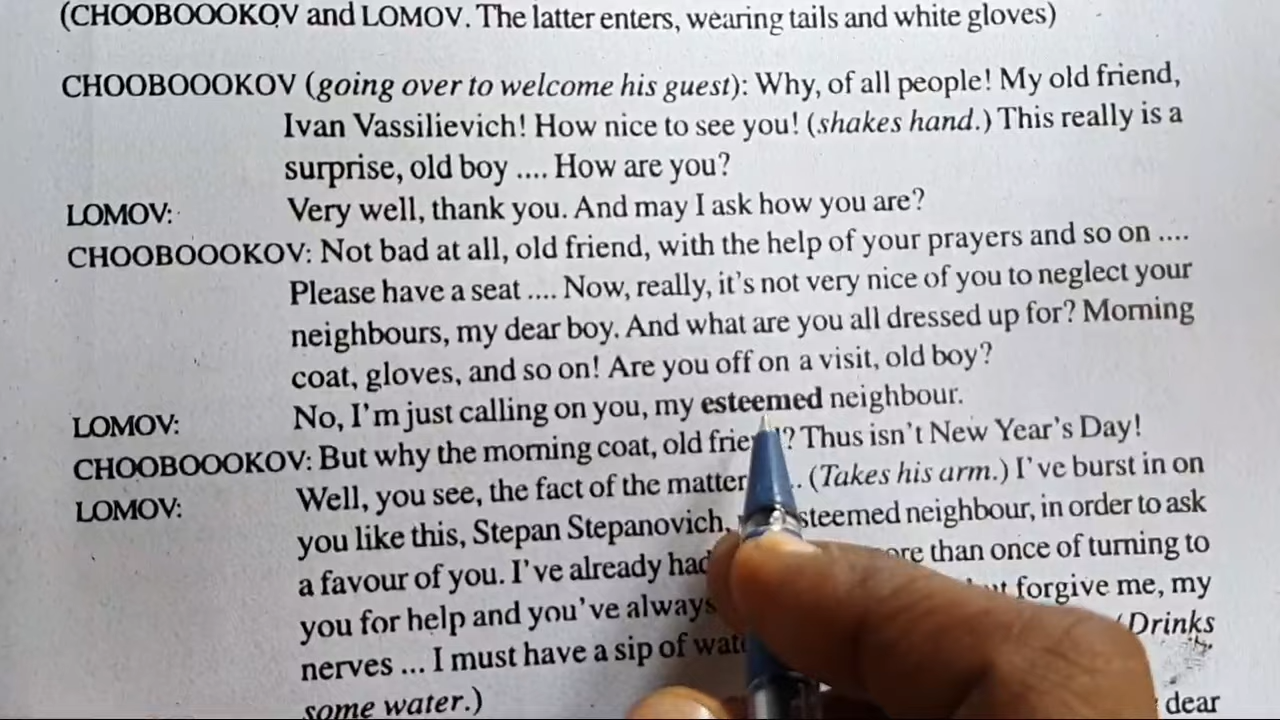 (CHOOBOOOKOV and LOMOV. The latter enters, wearing tails and white gloves)
CHOOBOOOKOV (going over to welcome his guest): Why, of all people! My old friend,
Ivan Vassilievich! How nice to see you! (shakes hand.) This really is a
surprise, old boy .... How are you?
LOMOV: Very well, thank you. And may I ask how you are?
CHOOBOOOKOV: Not bad at all, old friend, with the help of your prayers and so on ....
Please have a seat .... Now, really, it's not very nice of you to neglect your
neighbours, my dear boy. And what are you all dressed up for? Morning
coat, gloves, and so on! Are you off on a visit, old boy?
LOMOV: No, I'm just calling on you, my esteemed neighbour.
CHOOBOOOKOV: But why the morning coat, old ? Thus isn't New Year's Day!
LOMOV: Well, you see, the fact of the matter .. (Takes his arm.) I've burst in on
you like this, Stepan Stepanovich, esteemed neighbour, in order to ask
a favour of you. I've already had than once of turning to
you for help and you've always forgive me, my
nerves ... I must have a sip of (Drinks
some water.)
dear